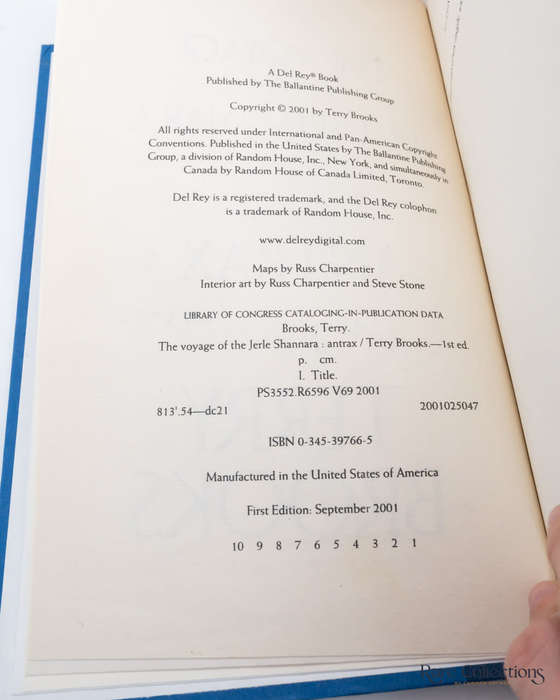 A Del Rey® Book
Published by The Ballantine Publishing Group
Copyright © 2001 by Terry Brooks
All rights reserved under International and Pan-American Copyright
Conventions. Published in the United States by The Ballantine Publishing
Group, a division of Random House, Inc., New York, and simultaneously in
Canada by Random House of Canada Limited, Toronto.
Del Rey is a registered trademark, and the Del Rey colophon
is a trademark of Random House, Inc.
www.delreydigital.com
Maps by Russ Charpentier
Interior art by Russ Charpentier and Steve Stone
LIBRARY OF CONGRESS CATALOGING-IN-PUBLICATION DATA
Brooks, Terry.
The voyage of the Jerle Shannara : antrax / Terry Brooks.—1st ed.
p. cm.
I. Title.
PS3552.R6596 V69 2001
813'.54—dc21 2001025047
ISBN 0-345-39766-5
Manufactured in the United States of America
First Edition: September 2001
10 9 8 7 6 5 4 3 2 1